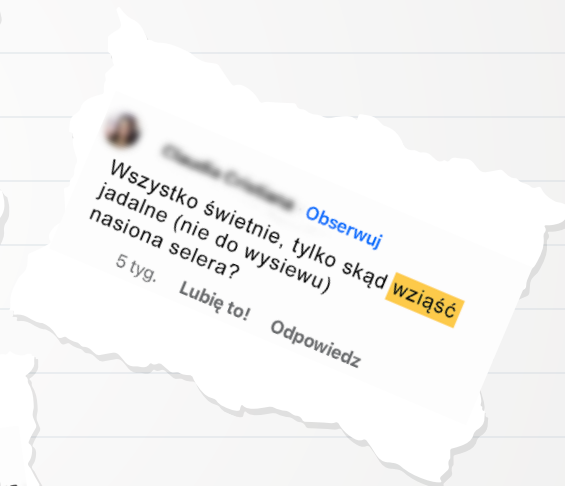 Obserwuj
Wszystko świetnie, tylko skąd wziąść
jadalne (nie do wysiewu)
nasiona selera?
5 tyg. Lubię to! Odpowiedz